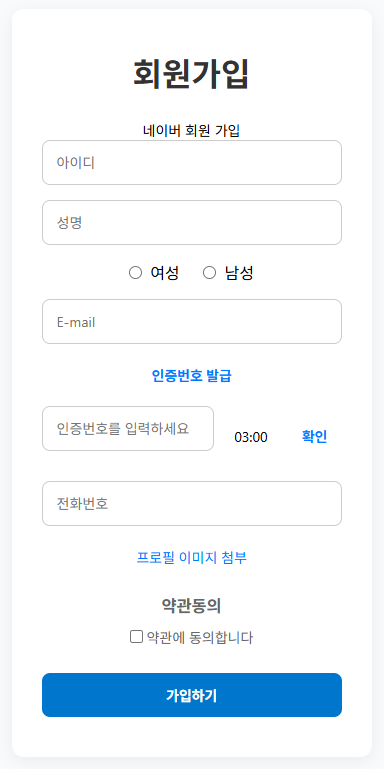 회원가입
네이버 회원 가입
아이디
성명
여성 남성
E-mail
인증번호 발급
인증번호를 입력하세요 03:00 확인
전화번호
프로필 이미지 첨부
약관동의
약관에 동의합니다
가입하기